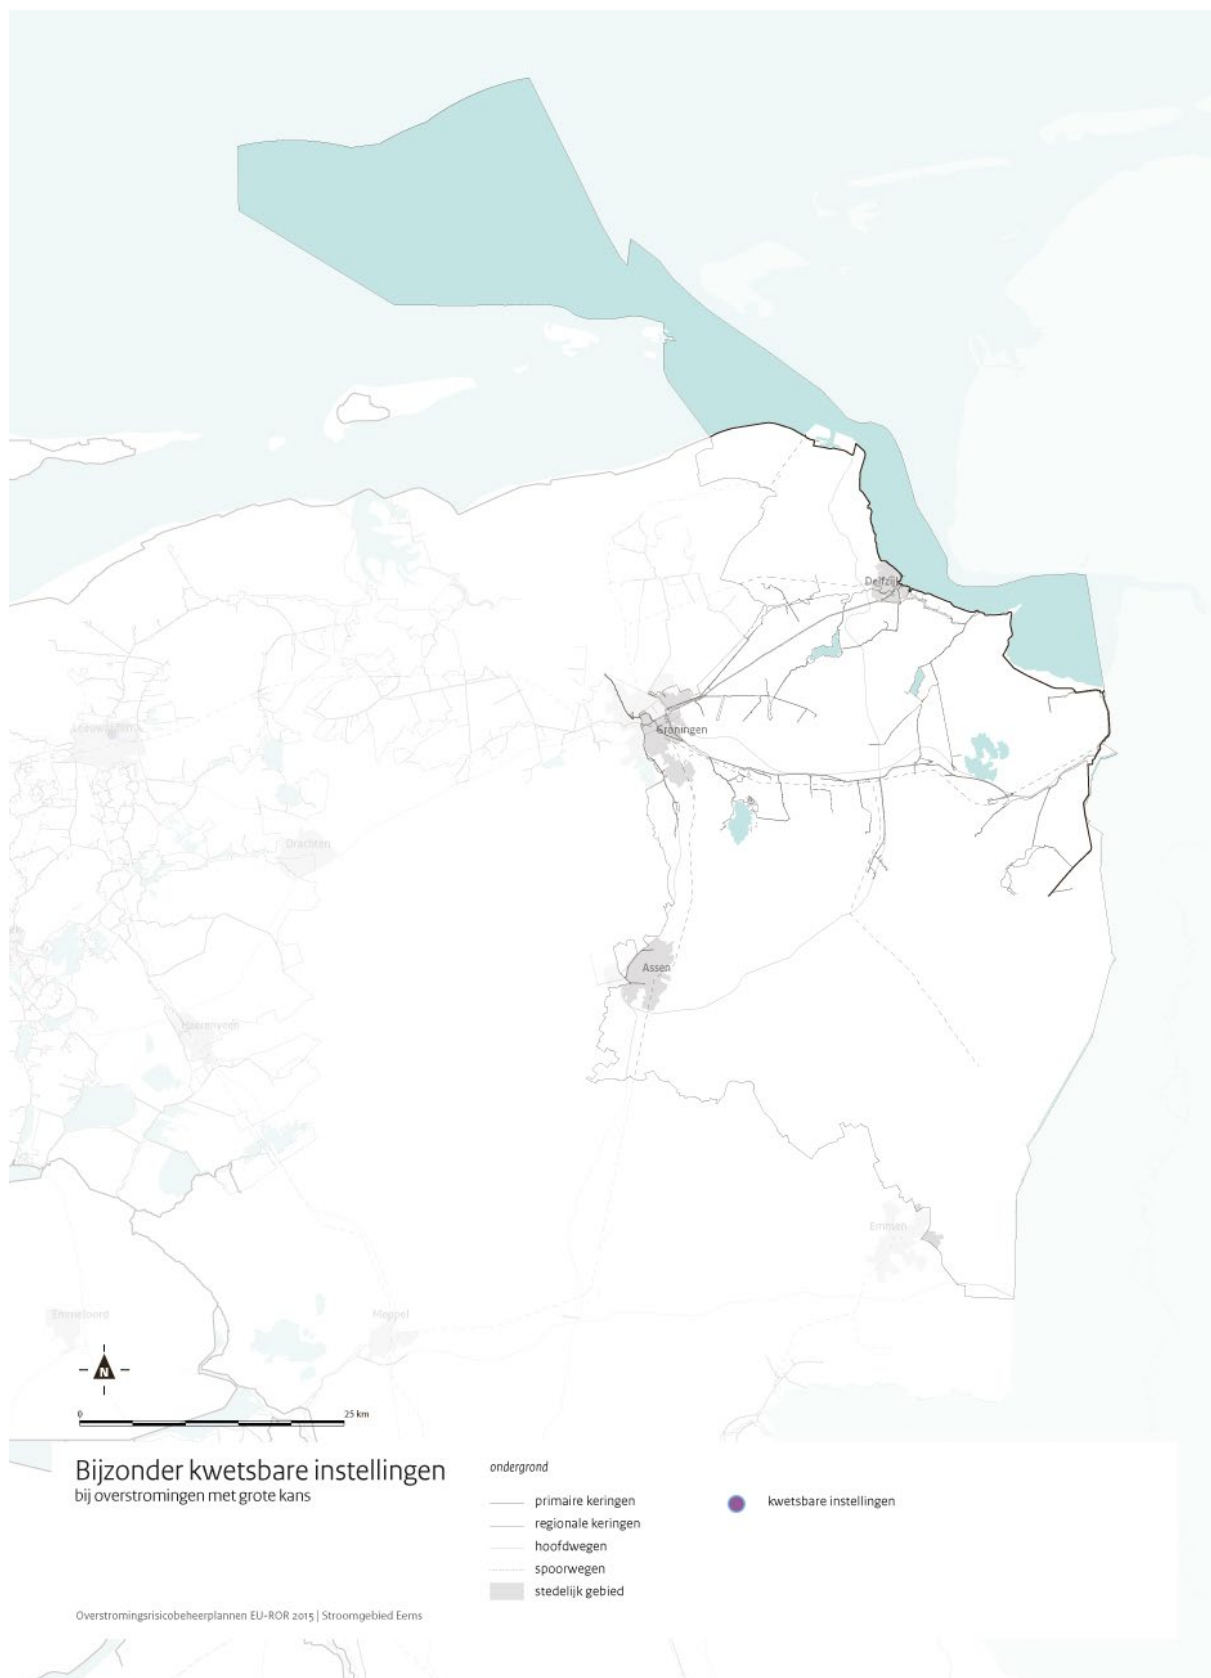 Delfzijl
Leeuwarden
Groningen
Drachten
Assen
Heerenveen
Emmen
Emmeloord
Meppel
N
0
25 km
Bijzonder kwetsbare instellingen
bij overstromingen met grote kans
ondergrond
primaire keringen
regionale keringen
hoofdwegen
spoorwegen
stedelijk gebied
kwetsbare instellingen
Overstromingsrisicobeheerplannen EU-ROR 2015 | Stroomgebied Eems